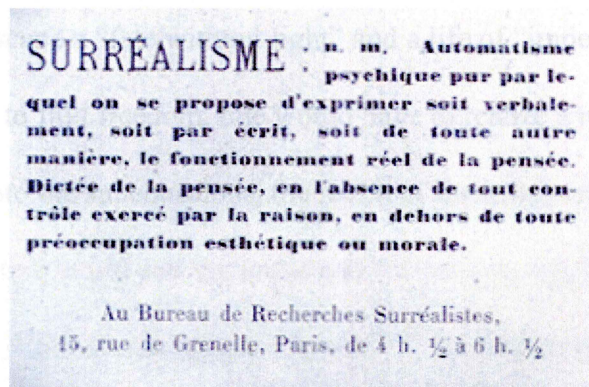 SURRÉALISME : n. m. Automatisme
psychique pur par le-
quel on se propose d'exprimer soit verbale-
ment, soit par écrit, soit de toute autre
manière, le fonctionnement réel de la pensée.
Dictée de la pensée, en l'absence de tout con-
trôle exercé par la raison, en dehors de toute
préoccupation esthétique ou morale.
Au Bureau de Recherches Surréalistes,
15, rue de Grenelle, Paris, de 4 h. ½ à 6 h. ½